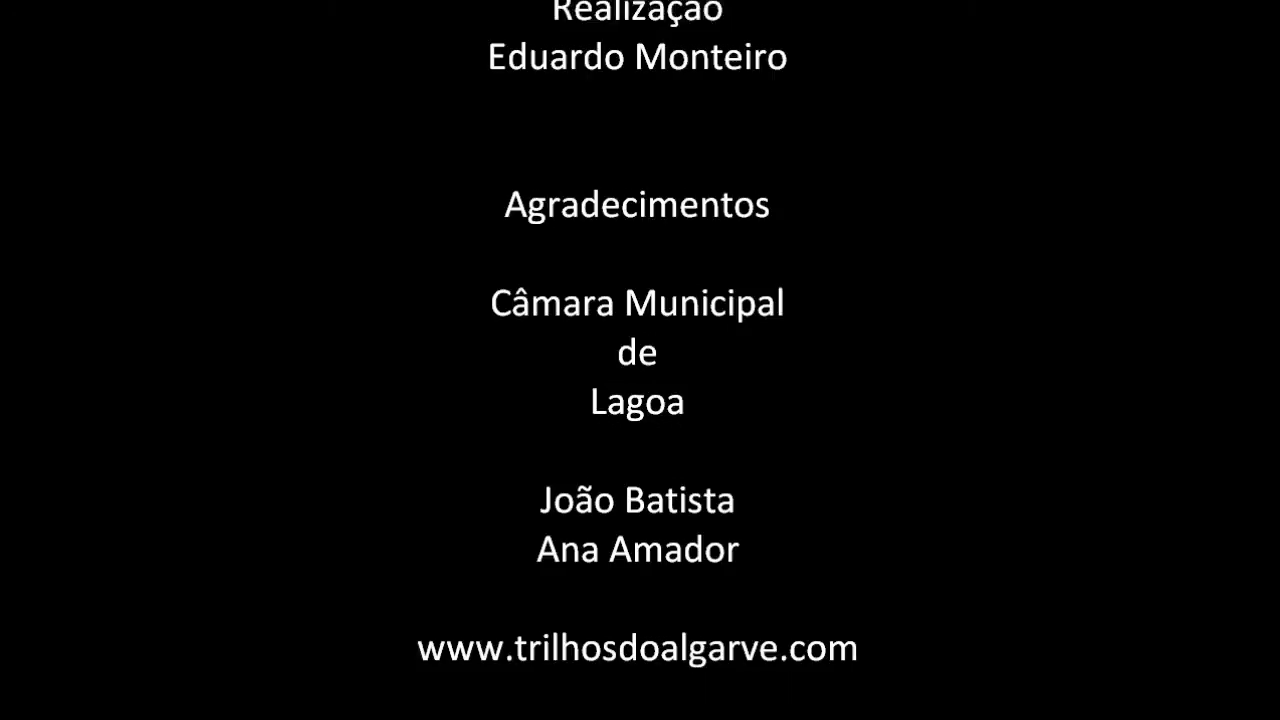 Realização
Eduardo Monteiro
Agradecimentos
Câmara Municipal
de
Lagoa
João Batista
Ana Amador
www.trilhosdoalgarve.com